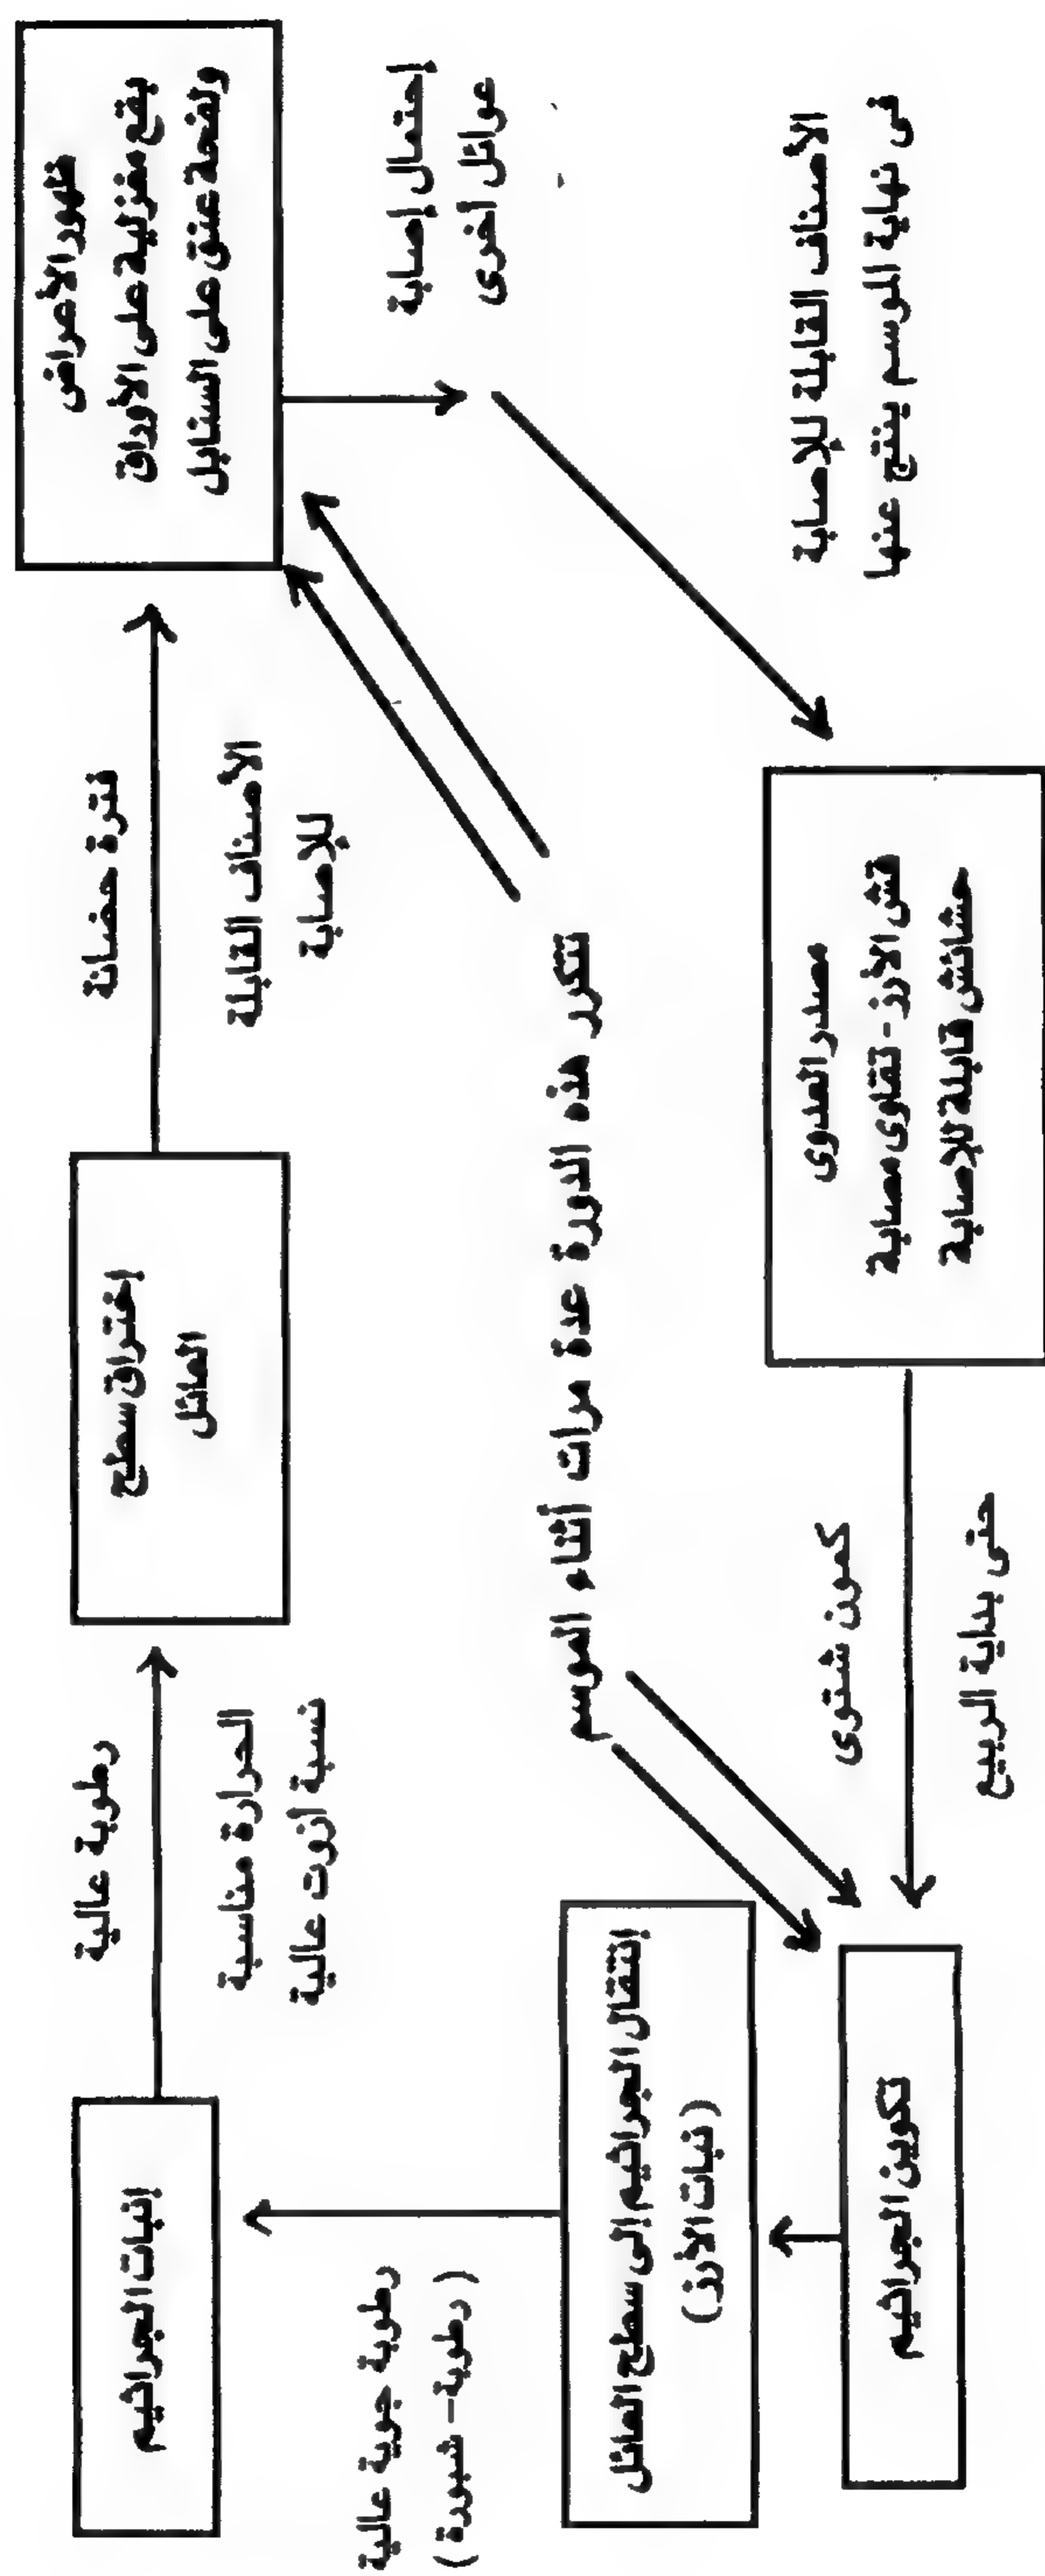 ظهور الأعراض
بقع مغزلية على الأوراق
ولفحة عنق على السنابل
إحتمال إصابة
عوائل أخرى
الأصناف القابلة للإصابة
فى نهاية الموسم ينتج عنها
فترة حضانة
الأصناف القابلة
للإصابة
إختراق سطح
العائل
رطوبة عالية
الحرارة مناسبة
نسبة أزوت عالية
إنبات الجراثيم
رطوبة جوية عالية
(رطوبة - شبورة)
إنتقال الجراثيم إلى سطح العائل
(نبات الأرز)
تكوين الجراثيم
تتكرر هذه الدورة عدة مرات أثناء الموسم
مصدر العدوى
قش الأرز - تقاوى مصابة
حشائش قابلة للإصابة
كمون شتوى
حتى بداية الربيع